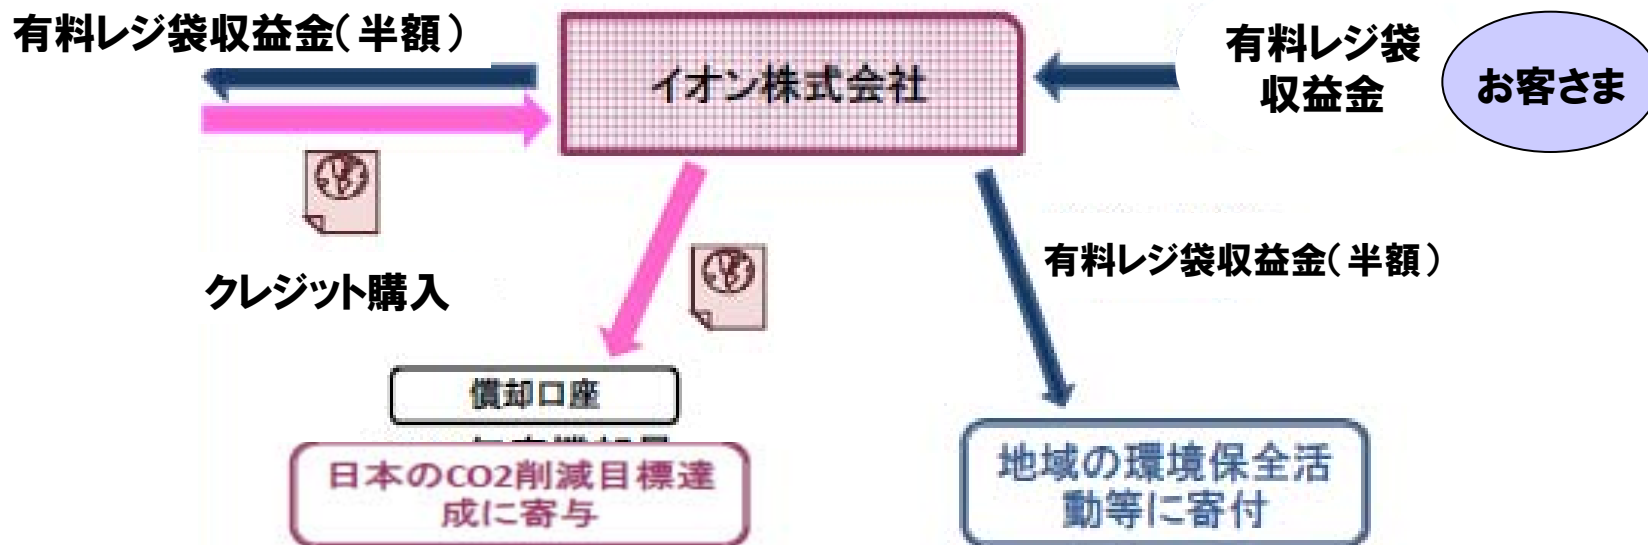 有料レジ袋収益金(半額)
イオン株式会社
有料レジ袋
収益金
お客さま
クレジット購入
有料レジ袋収益金(半額)
償却口座
日本のCO2削減目標達
成に寄与
地域の環境保全活
動等に寄付